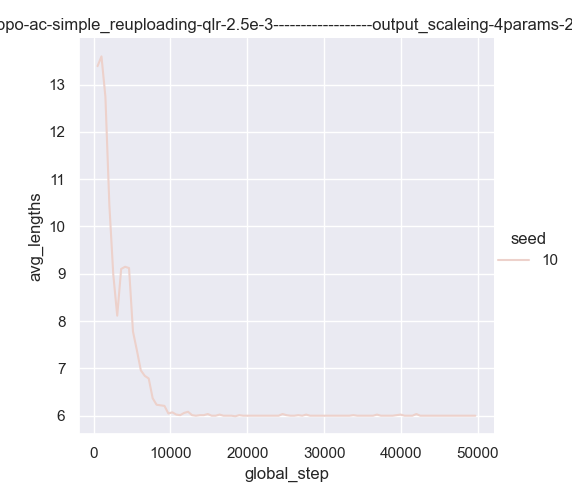 ppo-ac-simple_reuploading-qlr-2.5e-3------------------output_scaleing-4params-2
avg_lengths
13
12
11
10
9
8
7
6
0 10000 20000 30000 40000 50000
global_step
seed
10